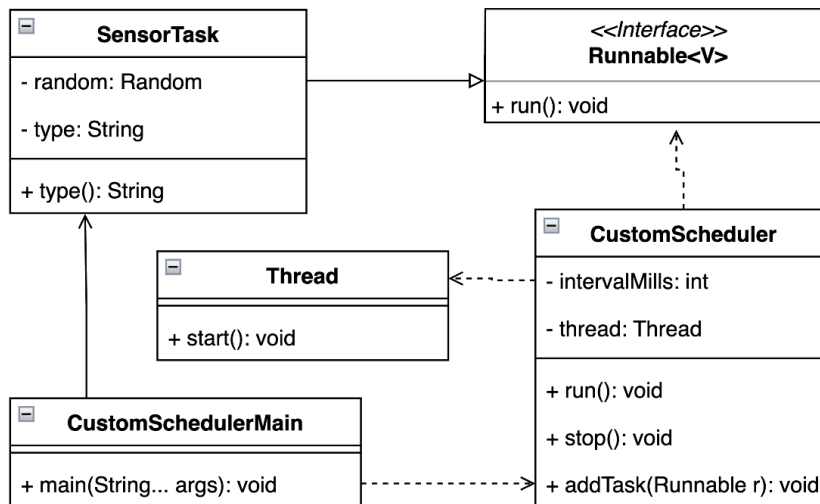 SensorTask
- random: Random
- type: String
+ type(): String
<<Interface>>
Runnable<V>
+ run(): void
Thread
+ start(): void
CustomScheduler
- intervalMills: int
- thread: Thread
+ run(): void
+ stop(): void
+ addTask(Runnable r): void
CustomSchedulerMain
+ main(String... args): void